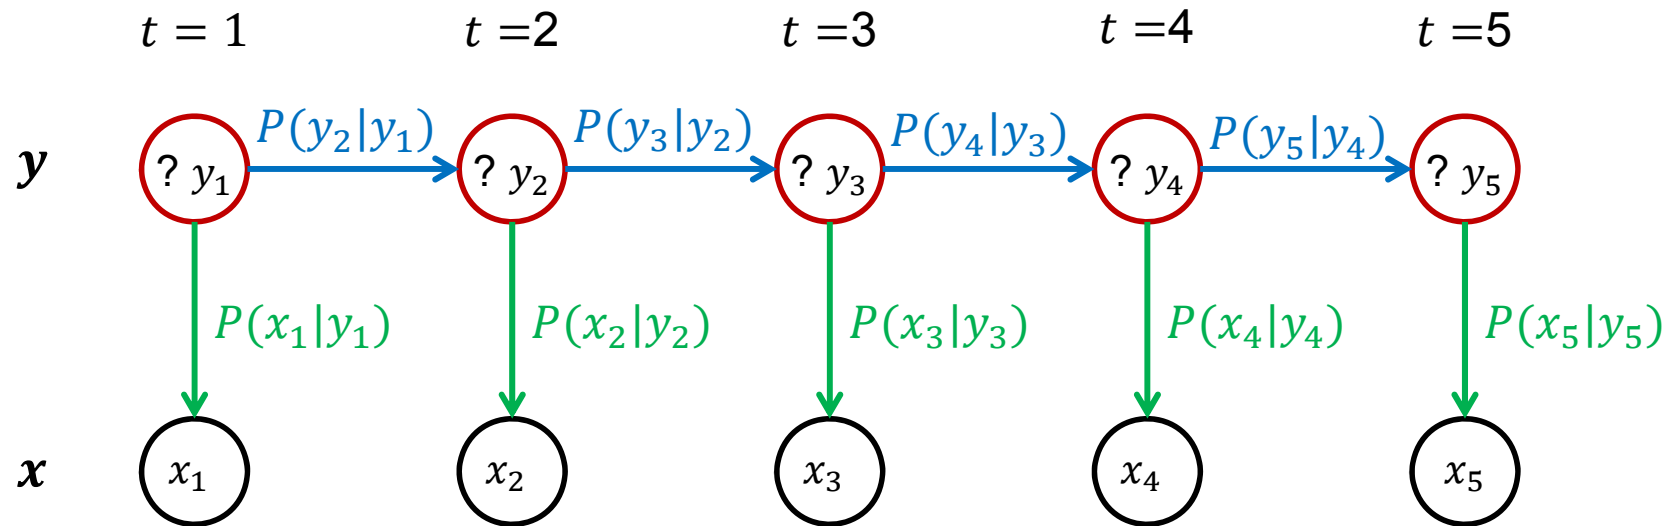 t = 1 t =2 t =3 t =4 t =5
P(y₂|y₁) P(y₃|y₂) P(y₄|y₃) P(y₅|y₄)
y ? y₁ ? y₂ ? y₃ ? y₄ ? y₅
P(x₁|y₁) P(x₂|y₂) P(x₃|y₃) P(x₄|y₄) P(x₅|y₅)
x x₁ x₂ x₃ x₄ x₅